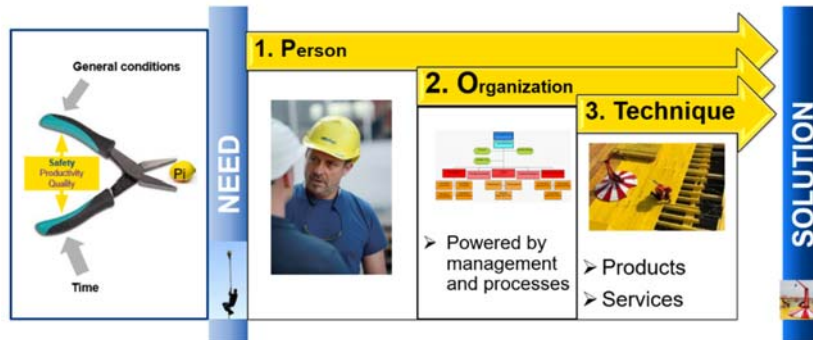 General conditions
Safety
Productivity
Quality
Pi
Time
NEED
1. Person
2. Organization
➢ Powered by
management
and processes
3. Technique
➢ Products
➢ Services
SOLUTION